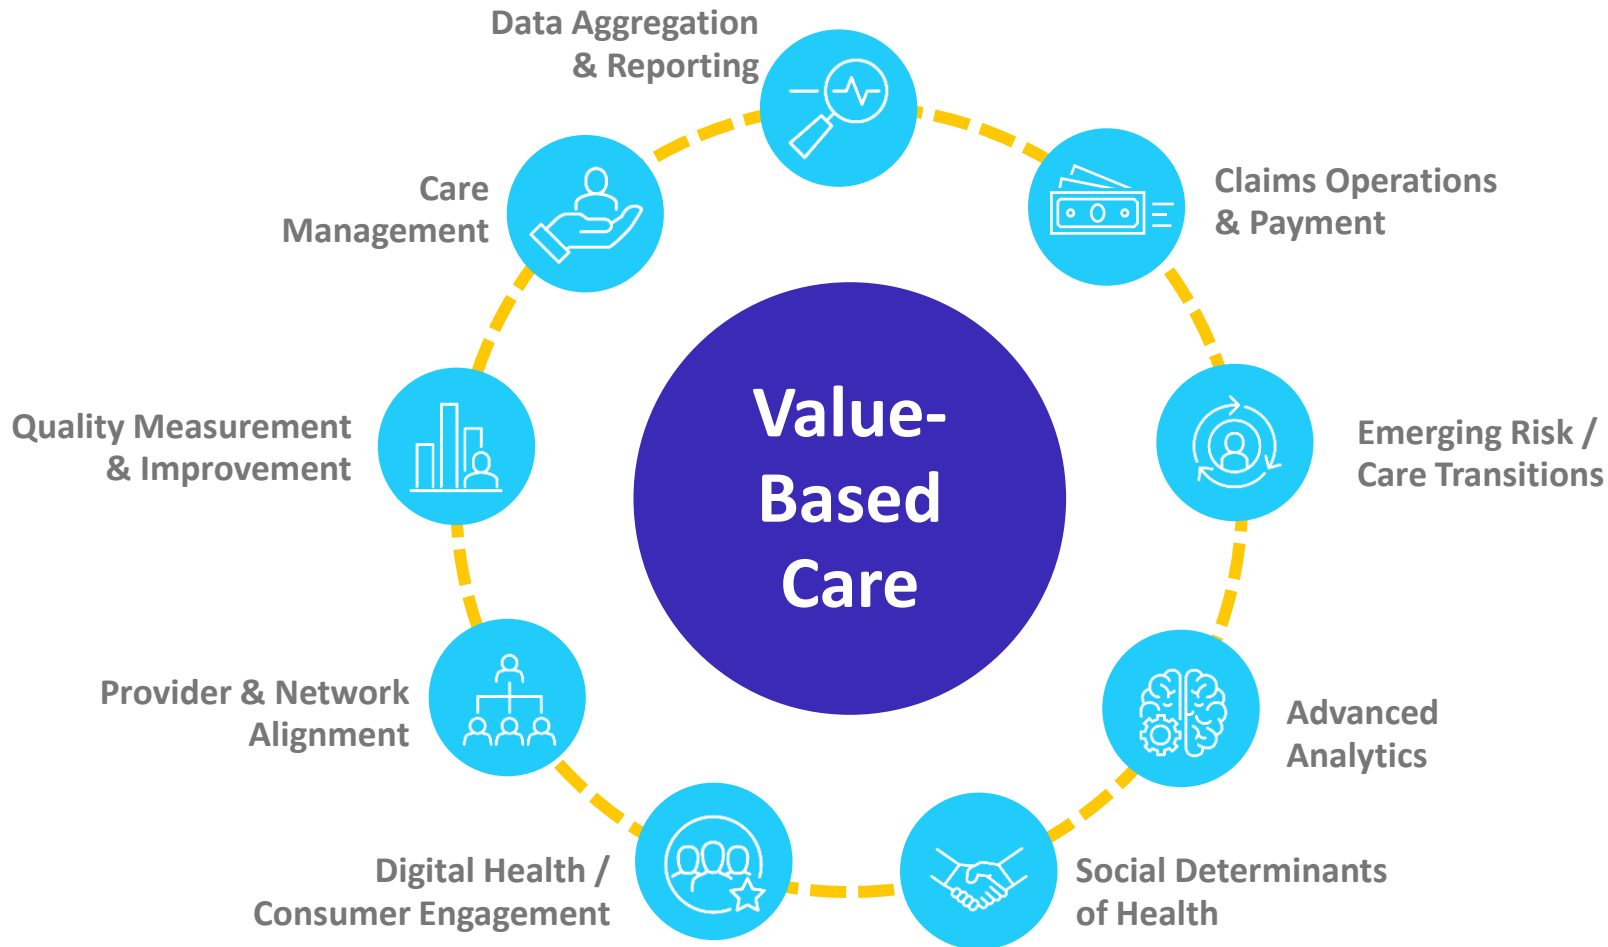 Data Aggregation
& Reporting
Claims Operations
& Payment
Emerging Risk /
Care Transitions
Advanced
Analytics
Social Determinants
of Health
Digital Health /
Consumer Engagement
Provider & Network
Alignment
Quality Measurement
& Improvement
Care
Management
Value-
Based
Care